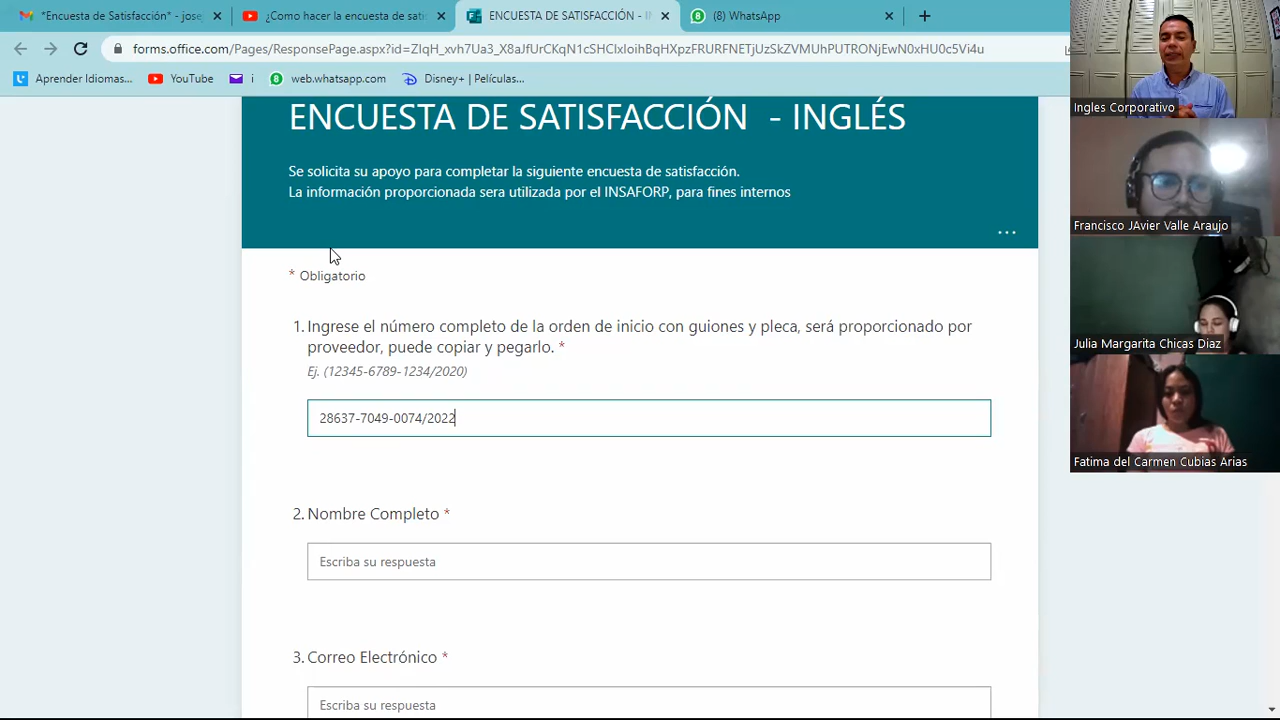 *Encuesta de Satisfacción* - jose
¿Como hacer la encuesta de sati
ENCUESTA DE SATISFACCIÓN - I
(8) WhatsApp
forms.office.com/Pages/ResponsePage.aspx?id=ZIqH_xvh7Ua3_X8aJfUrCKqN1cSHCIxIoihBqHXpzFRURFNETjUzSkZVMUhPUTRONjEwN0xHU0c5Vi4u
Aprender Idiomas...
YouTube
i
web.whatsapp.com
Disney+ | Películas...
ENCUESTA DE SATISFACCIÓN - INGLÉS
Se solicita su apoyo para completar la siguiente encuesta de satisfacción.
La información proporcionada sera utilizada por el INSAFORP, para fines internos
* Obligatorio
1. Ingrese el número completo de la orden de inicio con guiones y pleca, será proporcionado por
proveedor, puede copiar y pegarlo. *
Ej. (12345-6789-1234/2020)
28637-7049-0074/2022
2. Nombre Completo *
Escriba su respuesta
3. Correo Electrónico *
Escriba su respuesta
Ingles Corporativo
Francisco JAvier Valle Araujo
Julia Margarita Chicas Diaz
Fatima del Carmen Cubias Arias